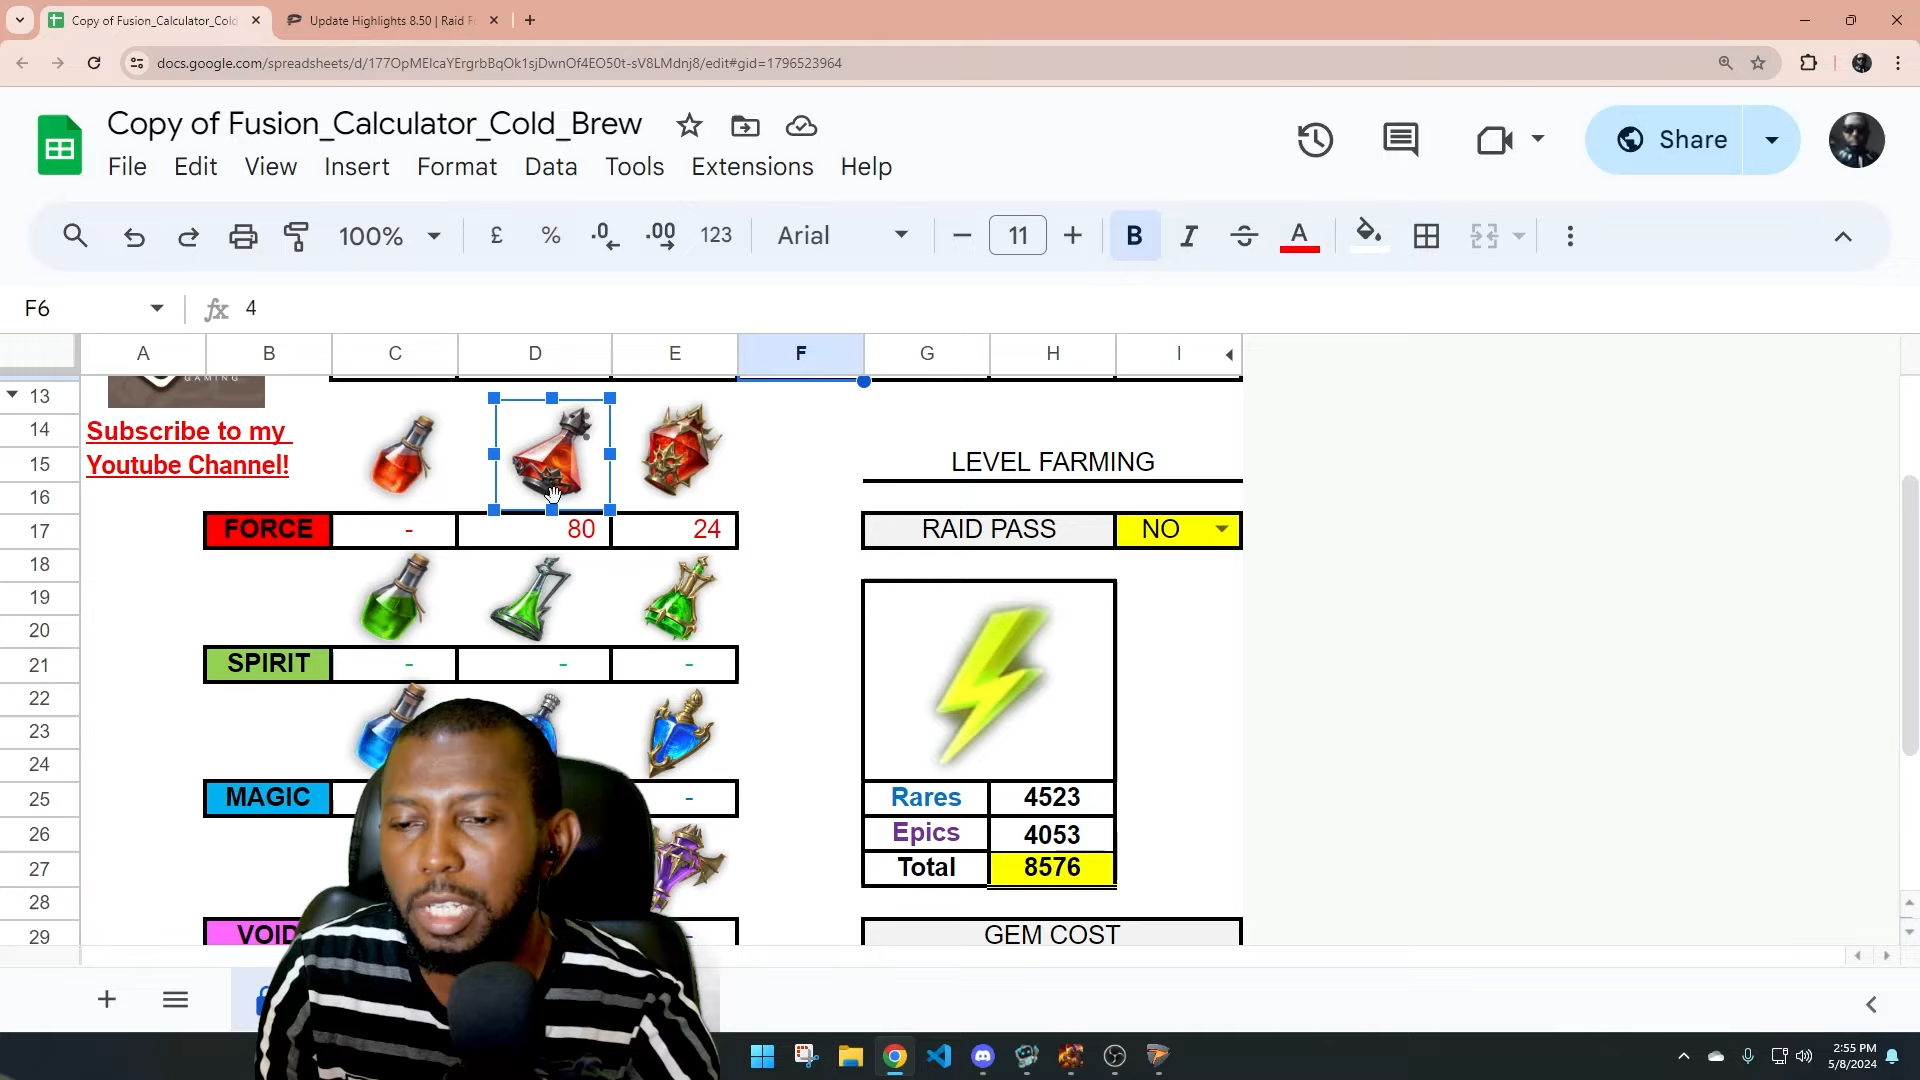 Copy of Fusion_Calculator_Cold
Update Highlights 8.50 | Raid F
docs.google.com/spreadsheets/d/177OpMElcaYErgrbBqOk1sjDwnOf4EO50t-sV8LMdnj8/edit#gid=1796523964
Copy of Fusion_Calculator_Cold_Brew
File Edit View Insert Format Data Tools Extensions Help
Share
100% £ % .0 .00 123 Arial 11 B I S A
F6 fx 4
A B C D E F G H I
13 GAMING
14 Subscribe to my
15 Youtube Channel! LEVEL FARMING
16
17 FORCE - 80 24 RAID PASS NO
18
19
20
21 SPIRIT - - -
22
23
24
25 MAGIC - Rares 4523
26 Epics 4053
27 Total 8576
28
29 VOID - GEM COST
2:55 PM
5/8/2024